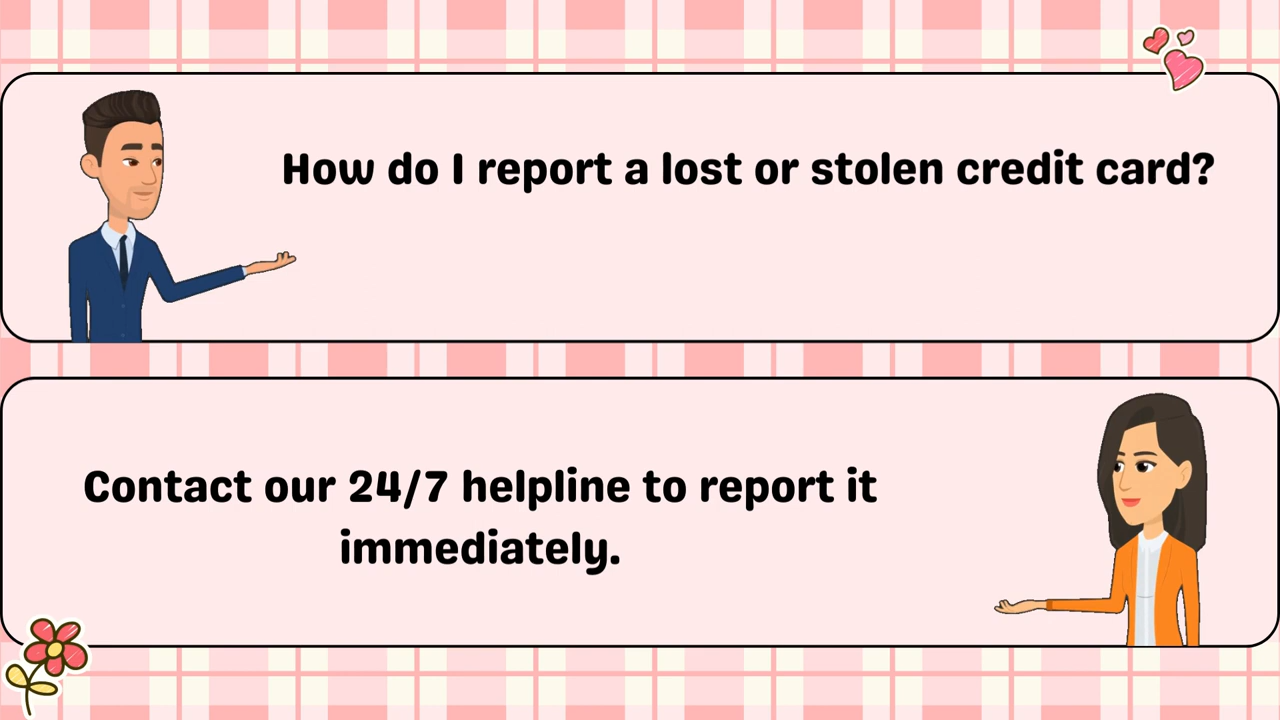 How do I report a lost or stolen credit card?
Contact our 24/7 helpline to report it
immediately.